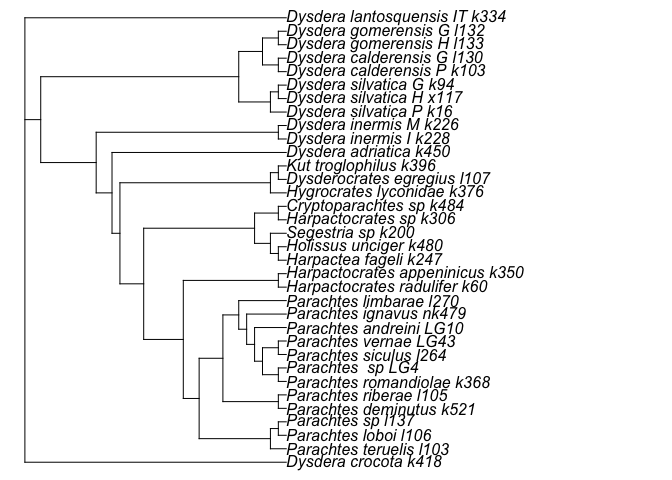 Dysdera lantosquensis IT k334
Dysdera gomerensis G l132
Dysdera gomerensis H l133
Dysdera calderensis G l130
Dysdera calderensis P k103
Dysdera silvatica G k94
Dysdera silvatica H x117
Dysdera silvatica P k16
Dysdera inermis M k226
Dysdera inermis I k228
Dysdera adriatica k450
Kut troglophilus k396
Dysderocrates egregius l107
Hygrocrates lyconidae k376
Cryptoparachtes sp k484
Harpactocrates sp k306
Segestria sp k200
Holissus unciger k480
Harpactea fageli k247
Harpactocrates appeninicus k350
Harpactocrates radulifer k60
Parachtes limbarae l270
Parachtes ignavus nk479
Parachtes andreini LG10
Parachtes vernae LG43
Parachtes siculus l264
Parachtes  sp LG4
Parachtes romandiolae k368
Parachtes riberae l105
Parachtes deminutus k521
Parachtes sp l137
Parachtes loboi l106
Parachtes teruelis l103
Dysdera crocota k418